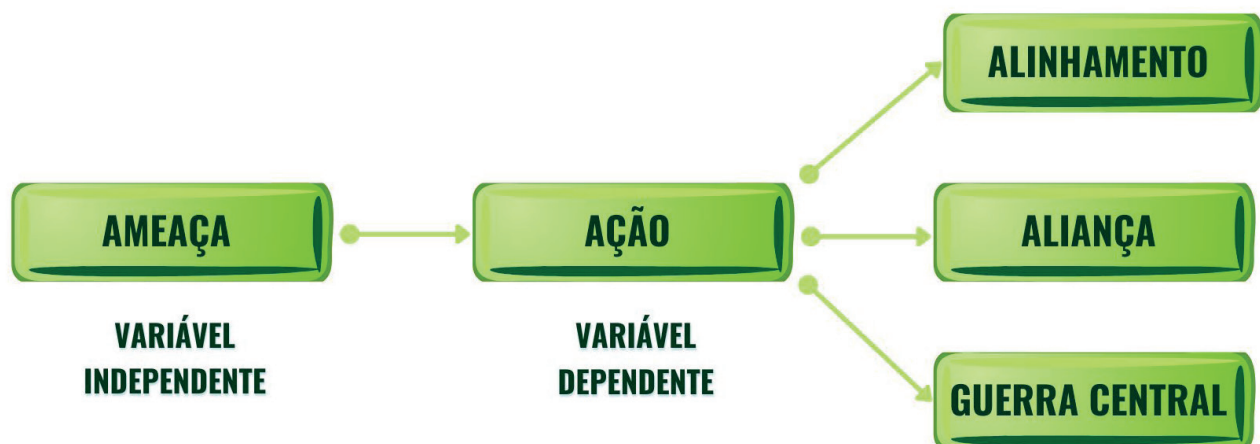 ALINHAMENTO
AMEAÇA
AÇÃO
ALIANÇA
VARIÁVEL
INDEPENDENTE
VARIÁVEL
DEPENDENTE
GUERRA CENTRAL